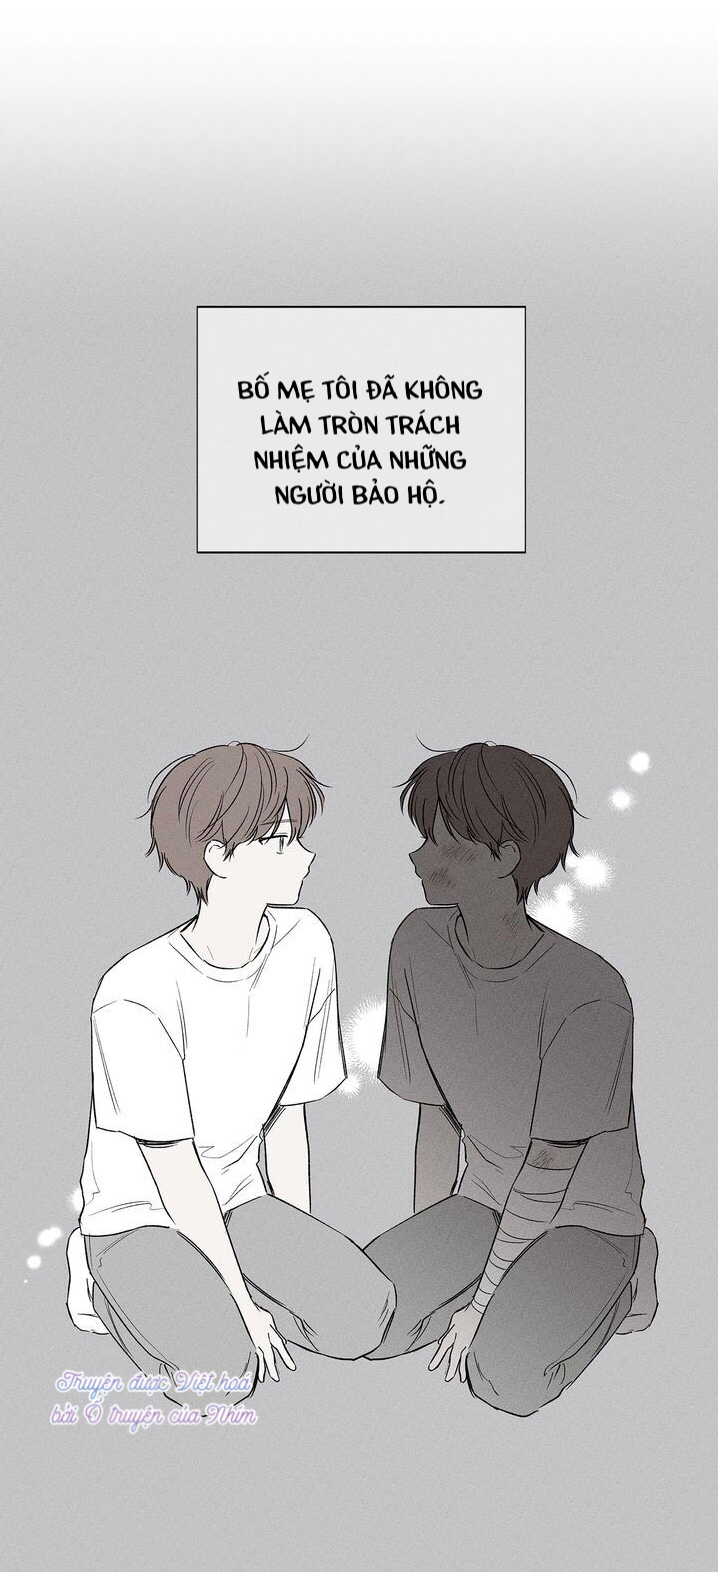 BỐ MẸ TÔI ĐÃ KHÔNG
LÀM TRÒN TRÁCH
NHIỆM CỦA NHỮNG
NGƯỜI BẢO HỘ.
Truyện được Việt hoá
bởi Ổ truyện của Nhím